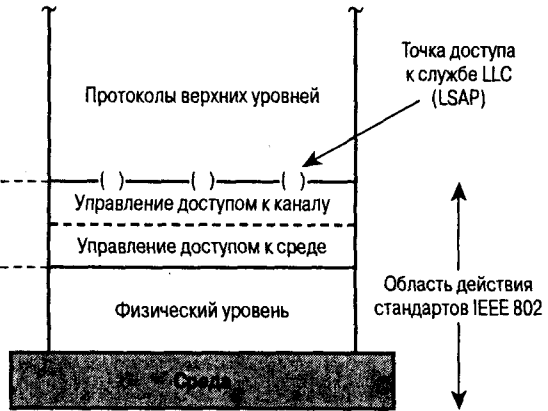 Протоколы верхних уровней
Точка доступа
к службе LLC
(LSAP)
Управление доступом к каналу
Управление доступом к среде
Физический уровень
Область действия
стандартов IEEE 802
Среда